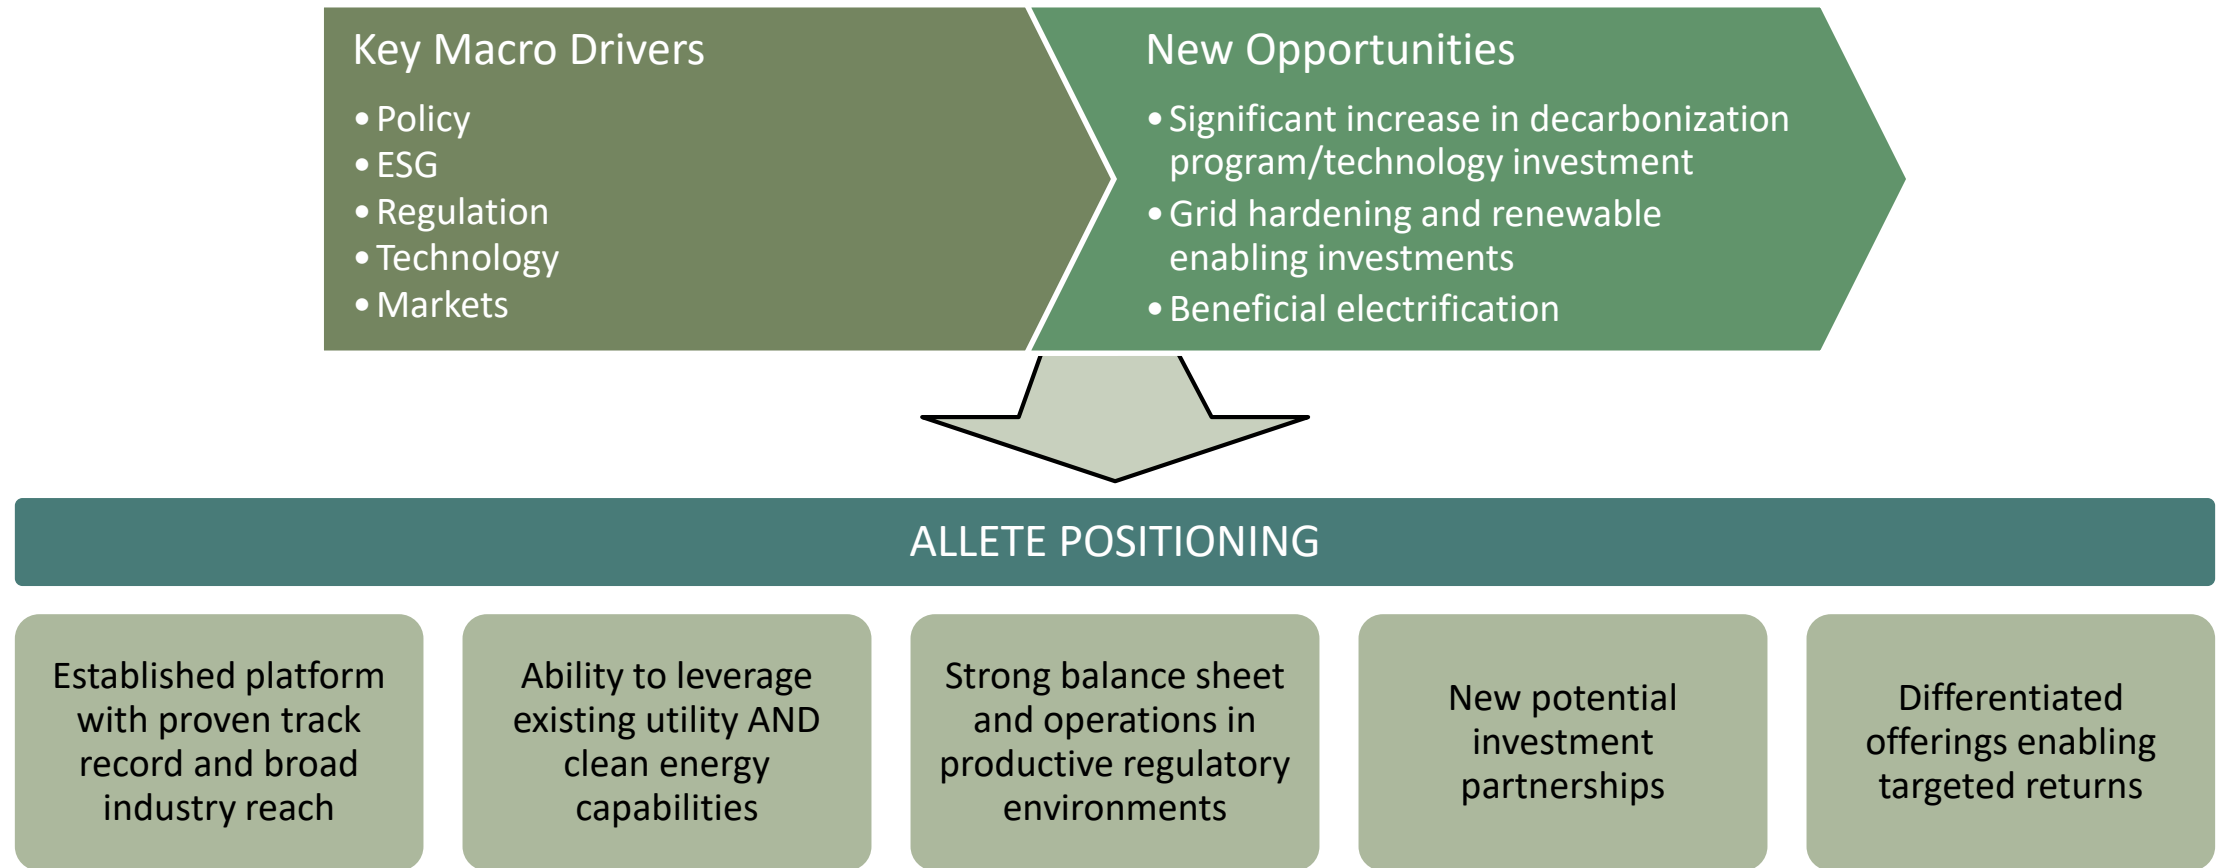 Key Macro Drivers
• Policy
• ESG
• Regulation
• Technology
• Markets
New Opportunities
• Significant increase in decarbonization
program/technology investment
• Grid hardening and renewable
enabling investments
• Beneficial electrification
ALLETE POSITIONING
Established platform
with proven track
record and broad
industry reach
Ability to leverage
existing utility AND
clean energy
capabilities
Strong balance sheet
and operations in
productive regulatory
environments
New potential
investment
partnerships
Differentiated
offerings enabling
targeted returns